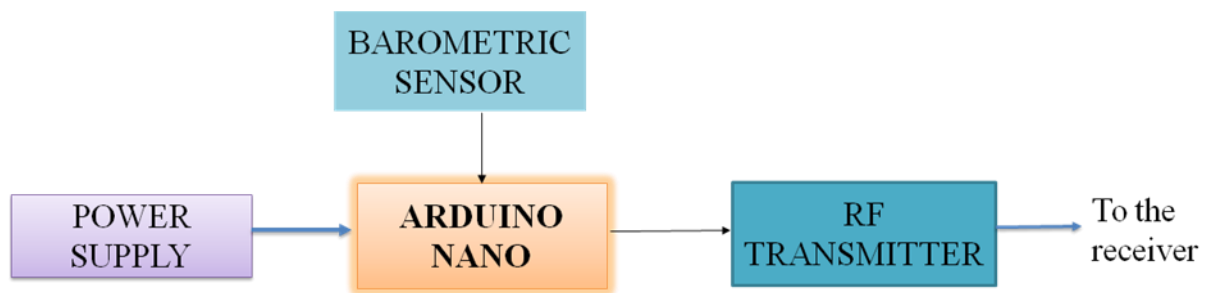 BAROMETRIC
SENSOR
POWER
SUPPLY
ARDUINO
NANO
RF
TRANSMITTER
To the
receiver